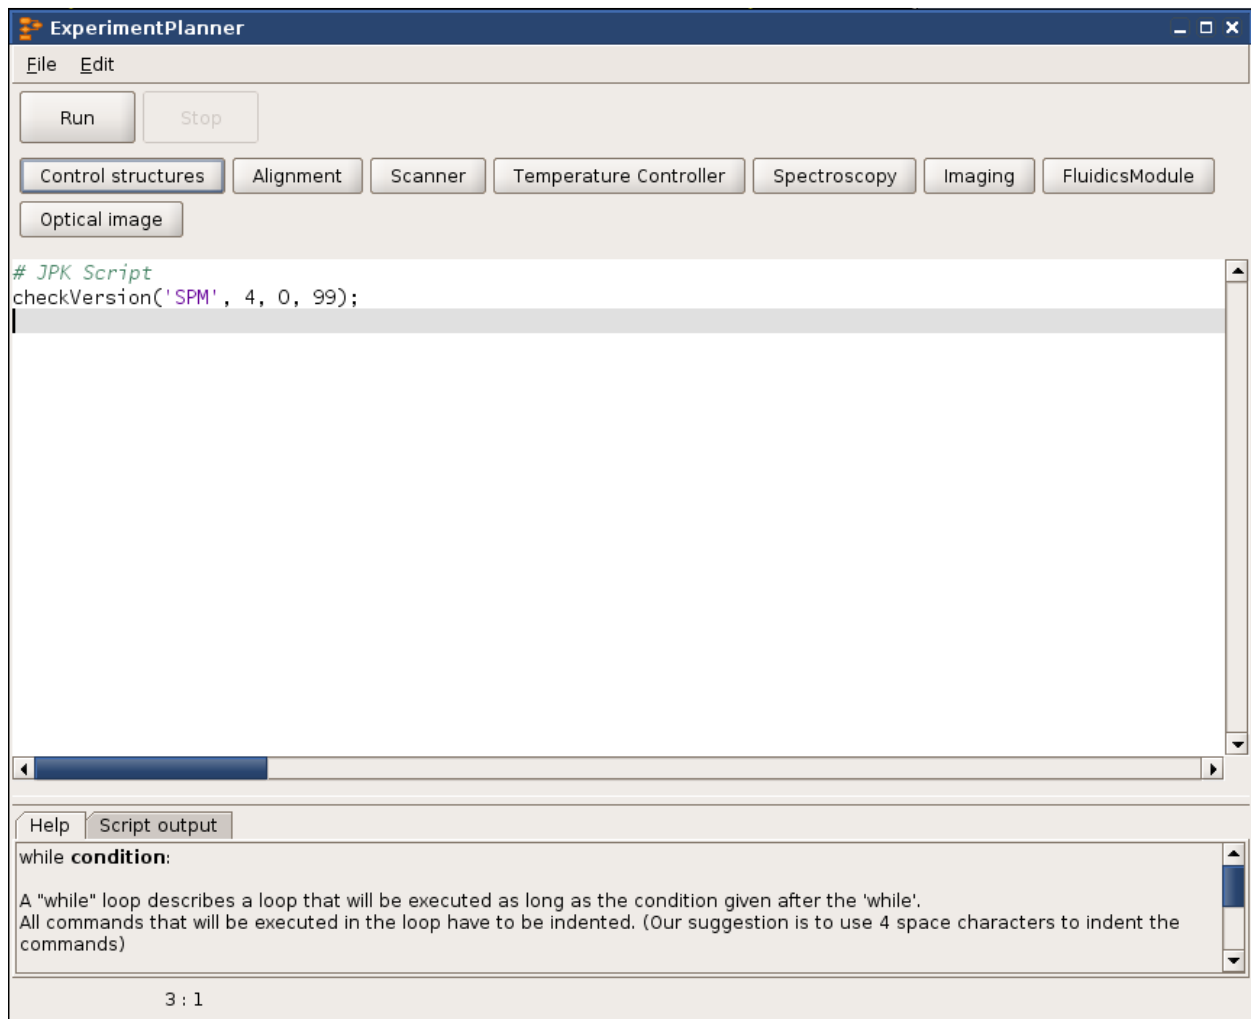 ExperimentPlanner
File Edit
Run Stop
Control structures Alignment Scanner Temperature Controller Spectroscopy Imaging FluidicsModule
Optical image
# JPK Script
checkVersion('SPM', 4, 0, 99);
Help Script output
while condition:
A "while" loop describes a loop that will be executed as long as the condition given after the 'while'.
All commands that will be executed in the loop have to be indented. (Our suggestion is to use 4 space characters to indent the
commands)
3:1